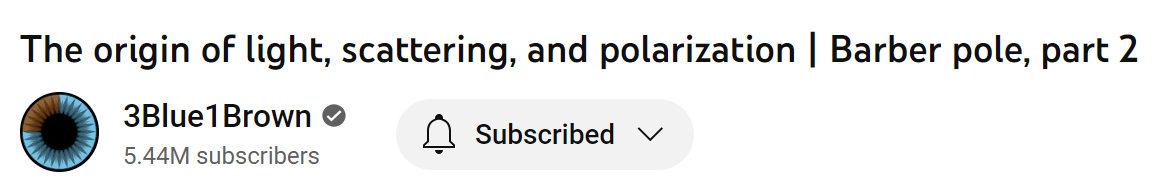 The origin of light, scattering, and polarization | Barber pole, part 2
3Blue1Brown
Subscribed
5.44M subscribers